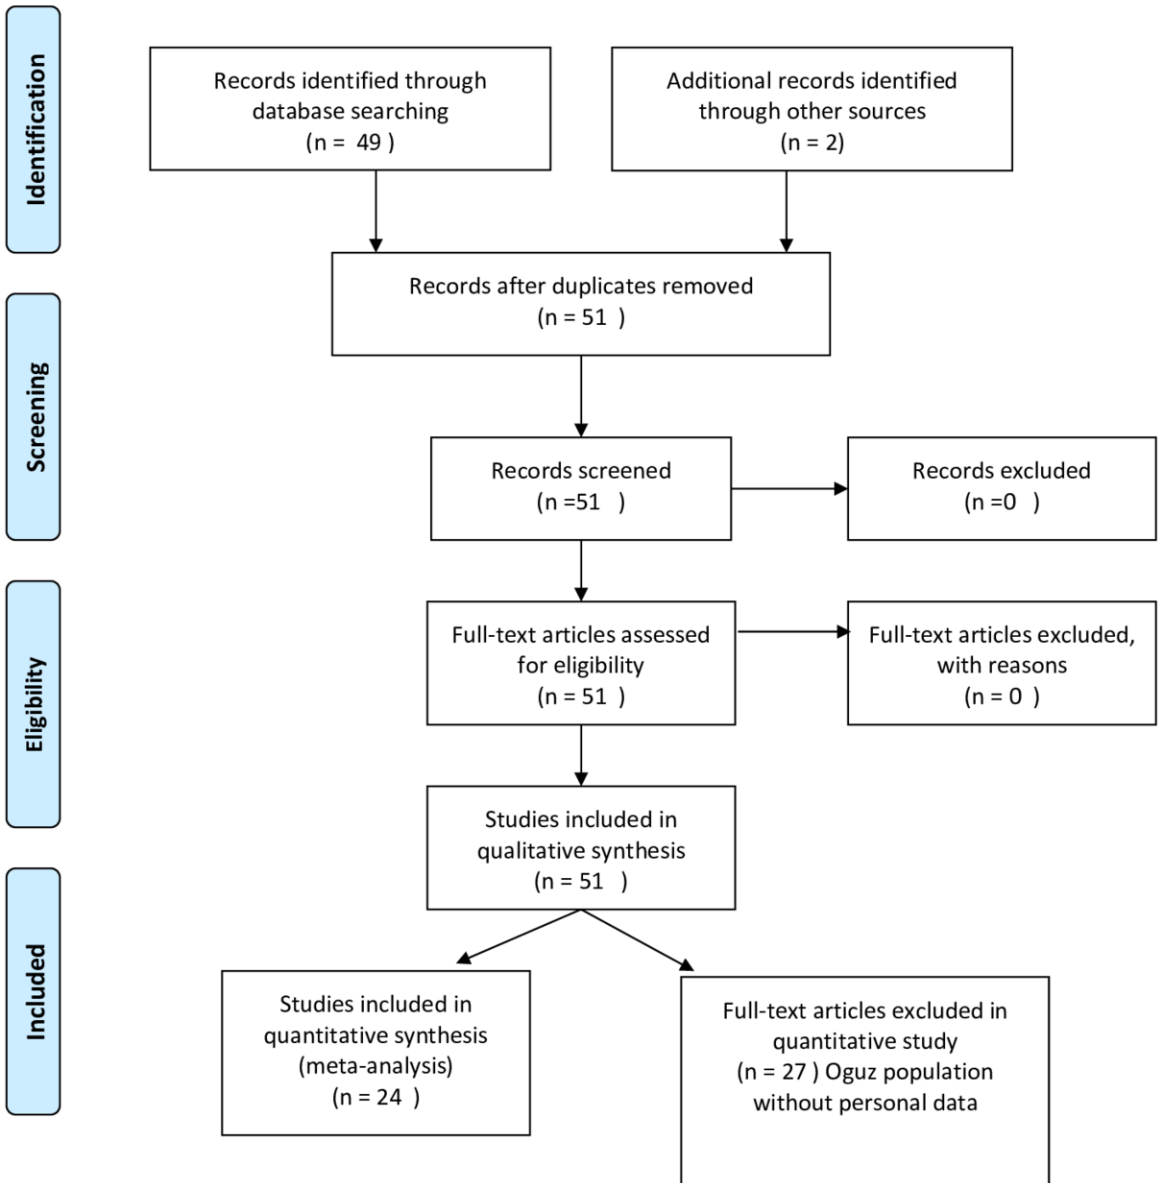 Identification
Records identified through
database searching
(n = 49 )
Additional records identified
through other sources
(n = 2)
Records after duplicates removed
(n = 51 )
Screening
Records screened
(n =51 )
Records excluded
(n =0 )
Eligibility
Full-text articles assessed
for eligibility
(n = 51 )
Full-text articles excluded,
with reasons
(n = 0 )
Studies included in
qualitative synthesis
(n = 51 )
Included
Studies included in
quantitative synthesis
(meta-analysis)
(n = 24 )
Full-text articles excluded in
quantitative study
(n = 27 ) Oguz population
without personal data